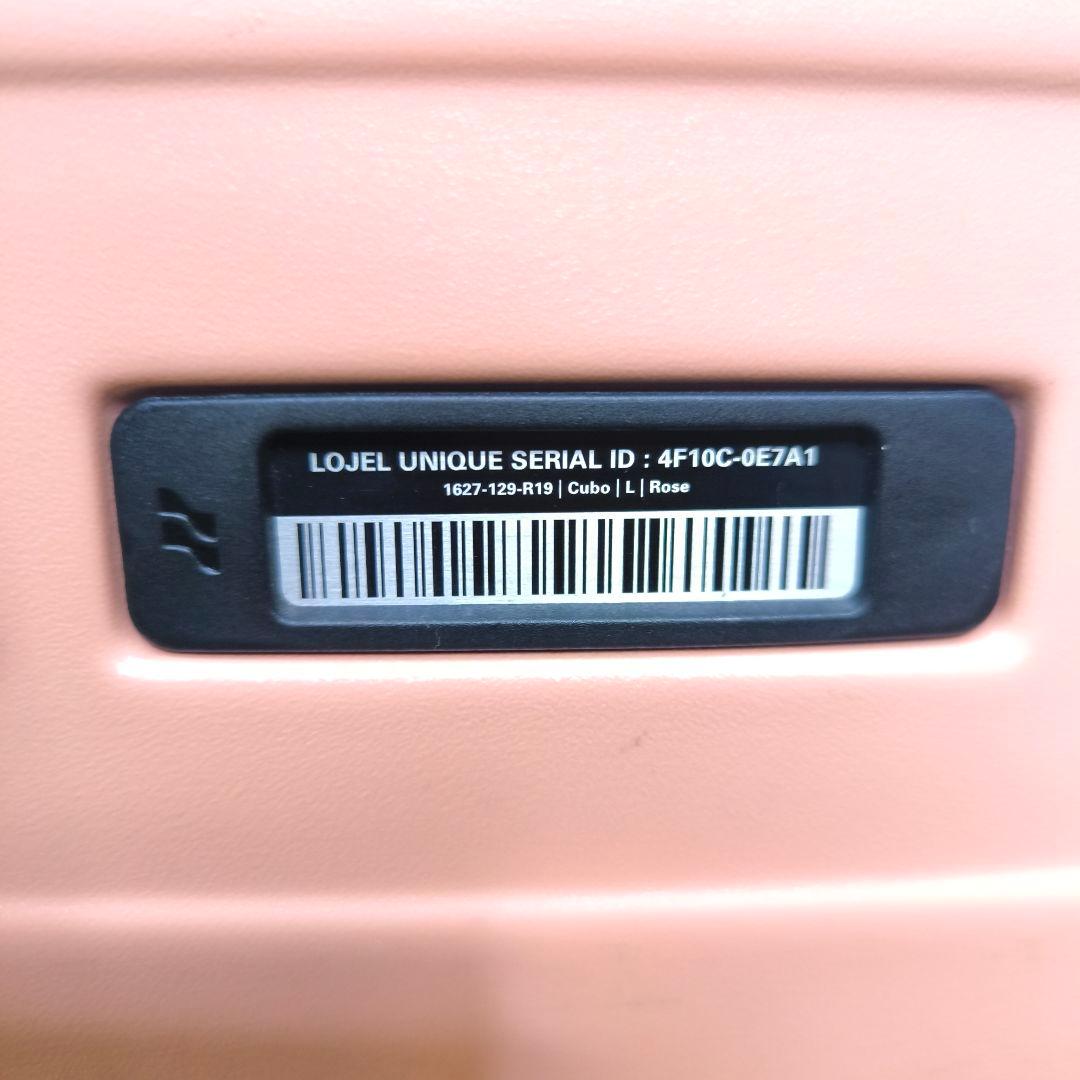 LOJEL UNIQUE SERIAL ID : 4F10C-0E7A1
1627-129-R19 | Cubo | L | Rose